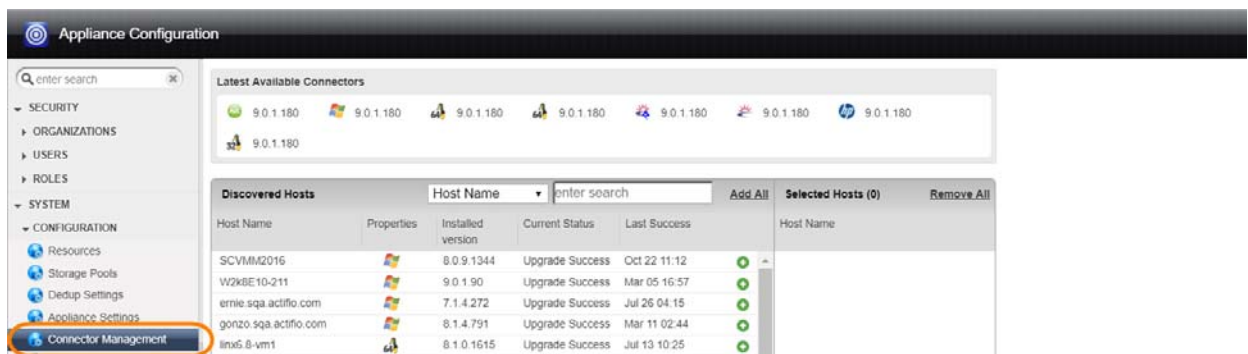 Appliance Configuration
enter search
SECURITY
ORGANIZATIONS
USERS
ROLES
SYSTEM
CONFIGURATION
Resources
Storage Pools
Dedup Settings
Appliance Settings
Connector Management
Latest Available Connectors
9.0.1.180 9.0.1.180 64 9.0.1.180 64 9.0.1.180 9.0.1.180 9.0.1.180 hp 9.0.1.180
32 9.0.1.180
Discovered Hosts Host Name enter search Add All Selected Hosts (0) Remove All
Host Name Properties Installed version Current Status Last Success Host Name
SCVMM2016 8.0.9.1344 Upgrade Success Oct 22 11:12
W2k8E10-211 9.0.1.90 Upgrade Success Mar 05 16:57
ernie.sqa.actifio.com 7.1.4.272 Upgrade Success Jul 26 04:15
gonzo.sqa.actifio.com 8.1.4.791 Upgrade Success Mar 11 02:44
linx6.8-vm1 64 8.1.0.1615 Upgrade Success Jul 13 10:25